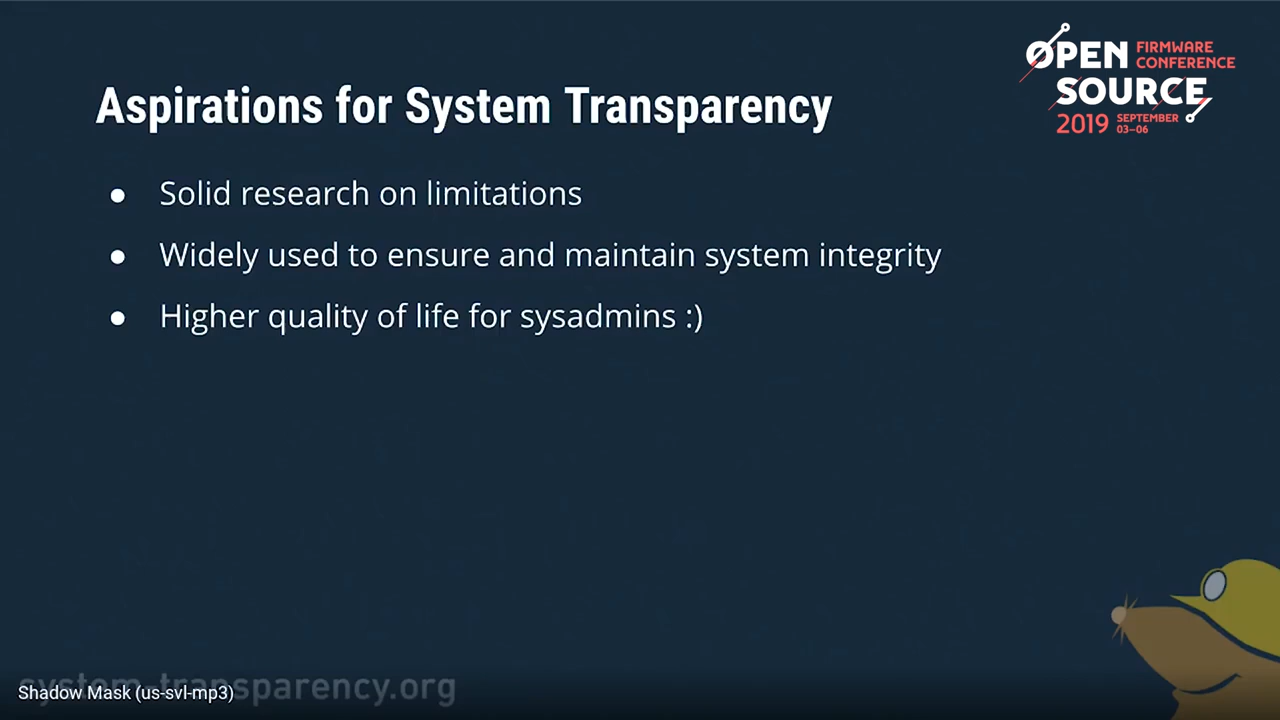 OPEN FIRMWARE CONFERENCE
SOURCE
2019 SEPTEMBER 03–06
Aspirations for System Transparency
● Solid research on limitations
● Widely used to ensure and maintain system integrity
● Higher quality of life for sysadmins :)
system-transparency.org
Shadow Mask (us-svl-mp3)